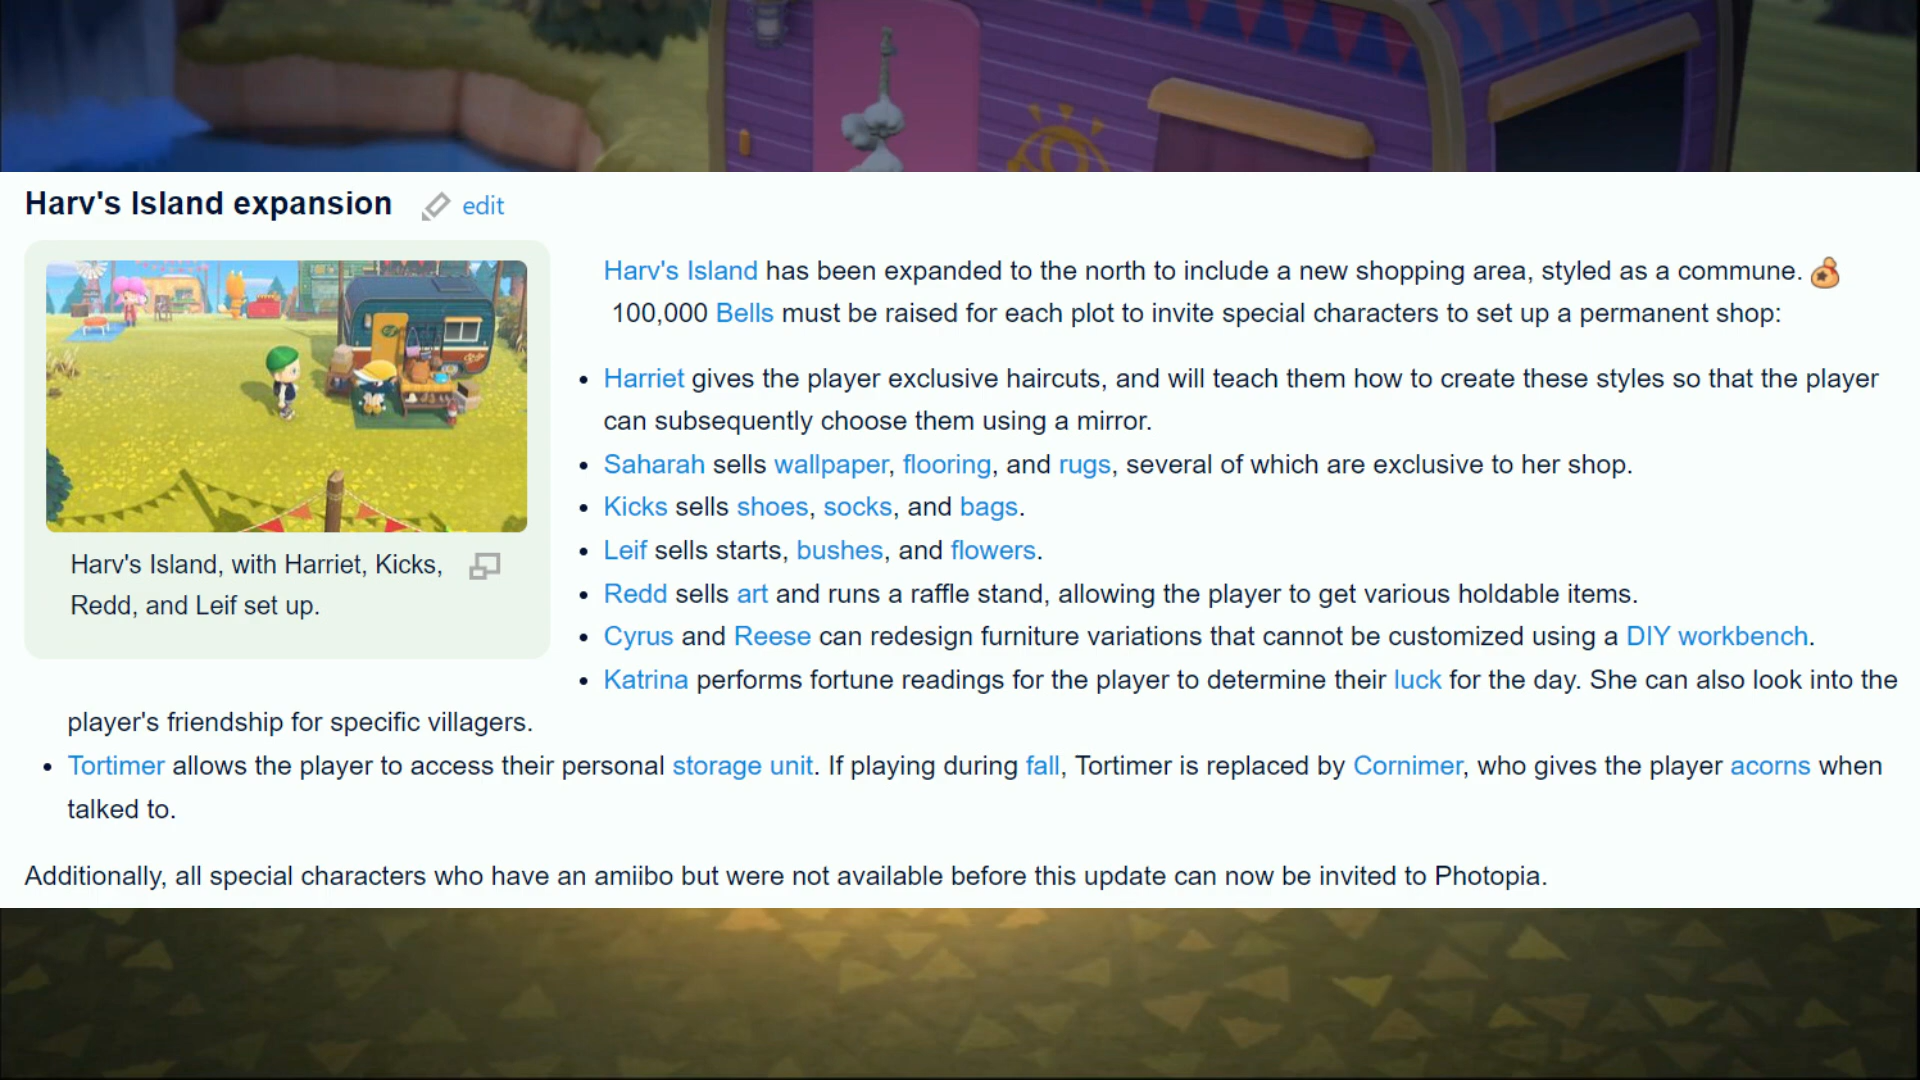 Harv's Island expansion edit
Harv's Island has been expanded to the north to include a new shopping area, styled as a commune.
100,000 Bells must be raised for each plot to invite special characters to set up a permanent shop:
• Harriet gives the player exclusive haircuts, and will teach them how to create these styles so that the player
can subsequently choose them using a mirror.
• Saharah sells wallpaper, flooring, and rugs, several of which are exclusive to her shop.
• Kicks sells shoes, socks, and bags.
• Leif sells starts, bushes, and flowers.
• Redd sells art and runs a raffle stand, allowing the player to get various holdable items.
• Cyrus and Reese can redesign furniture variations that cannot be customized using a DIY workbench.
• Katrina performs fortune readings for the player to determine their luck for the day. She can also look into the
player's friendship for specific villagers.
• Tortimer allows the player to access their personal storage unit. If playing during fall, Tortimer is replaced by Cornimer, who gives the player acorns when
talked to.
Harv's Island, with Harriet, Kicks,
Redd, and Leif set up.
Additionally, all special characters who have an amiibo but were not available before this update can now be invited to Photopia.